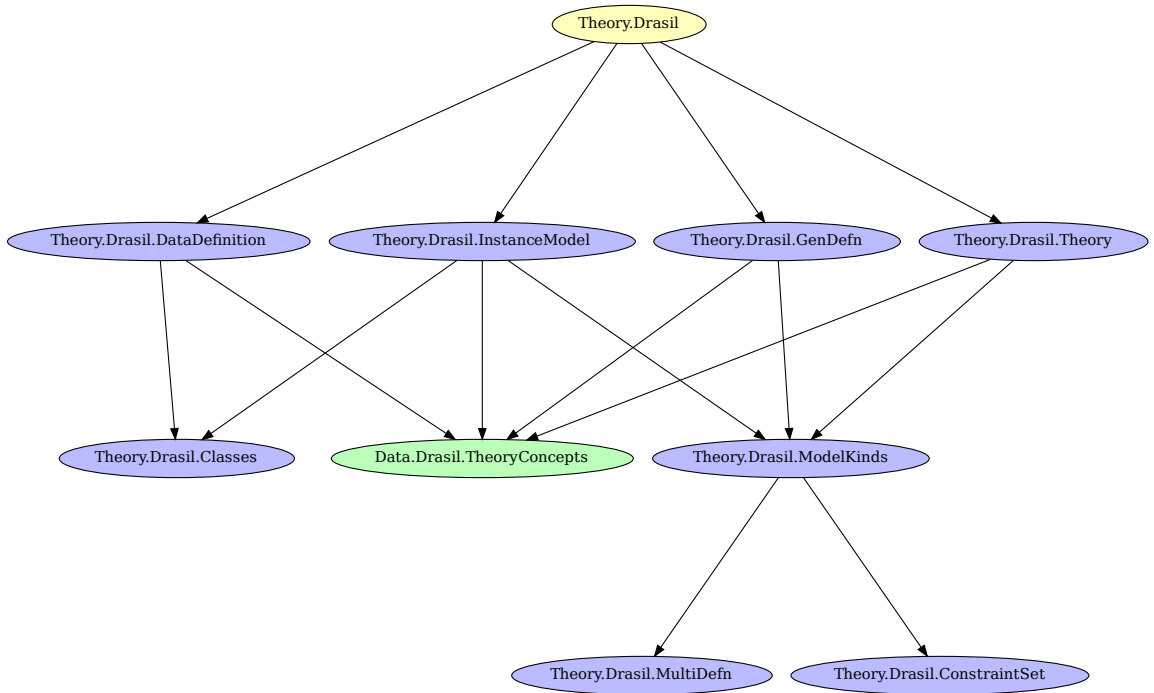 Theory.Drasil
Theory.Drasil.DataDefinition
Theory.Drasil.InstanceModel
Theory.Drasil.GenDefn
Theory.Drasil.Theory
Theory.Drasil.Classes
Data.Drasil.TheoryConcepts
Theory.Drasil.ModelKinds
Theory.Drasil.MultiDefn
Theory.Drasil.ConstraintSet